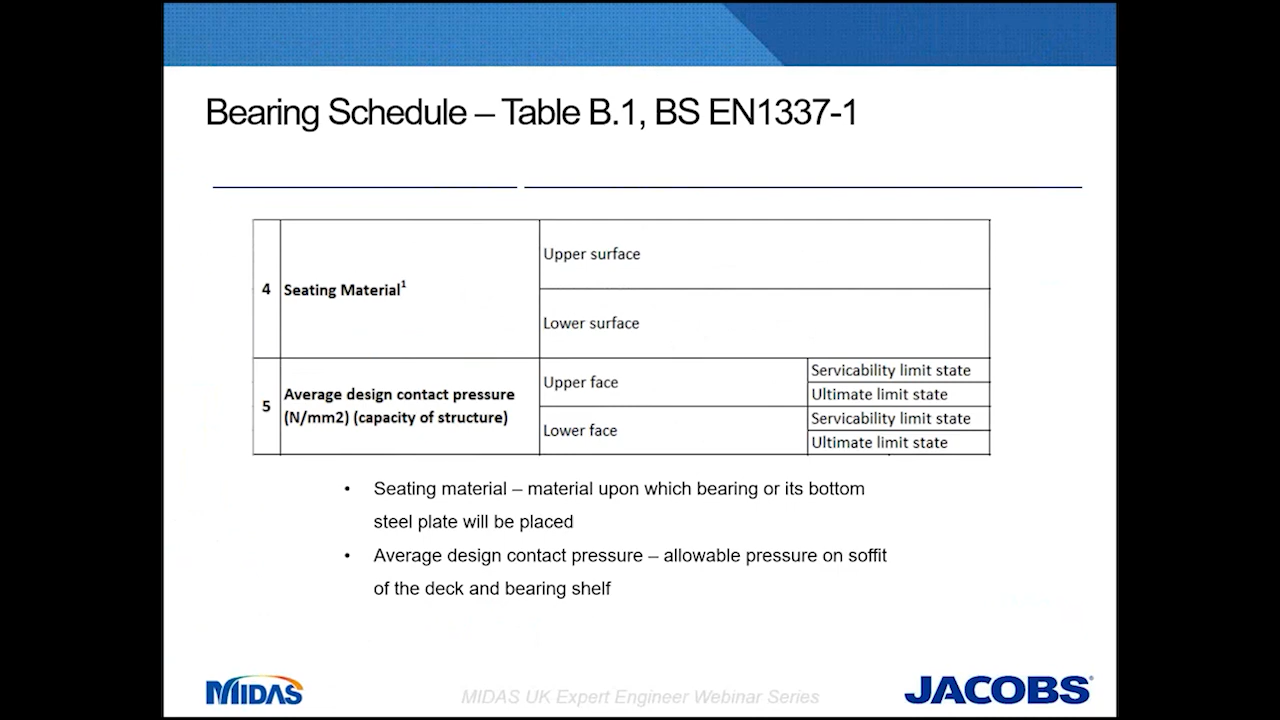 Bearing Schedule – Table B.1, BS EN1337-1
4
Seating Material1
Upper surface
Lower surface
5
Average design contact pressure
(N/mm2) (capacity of structure)
Upper face
Servicability limit state
Ultimate limit state
Lower face
Servicability limit state
Ultimate limit state
• Seating material – material upon which bearing or its bottom
steel plate will be placed
• Average design contact pressure – allowable pressure on soffit
of the deck and bearing shelf
MIDAS
MIDAS UK Expert Engineer Webinar Series
JACOBS®